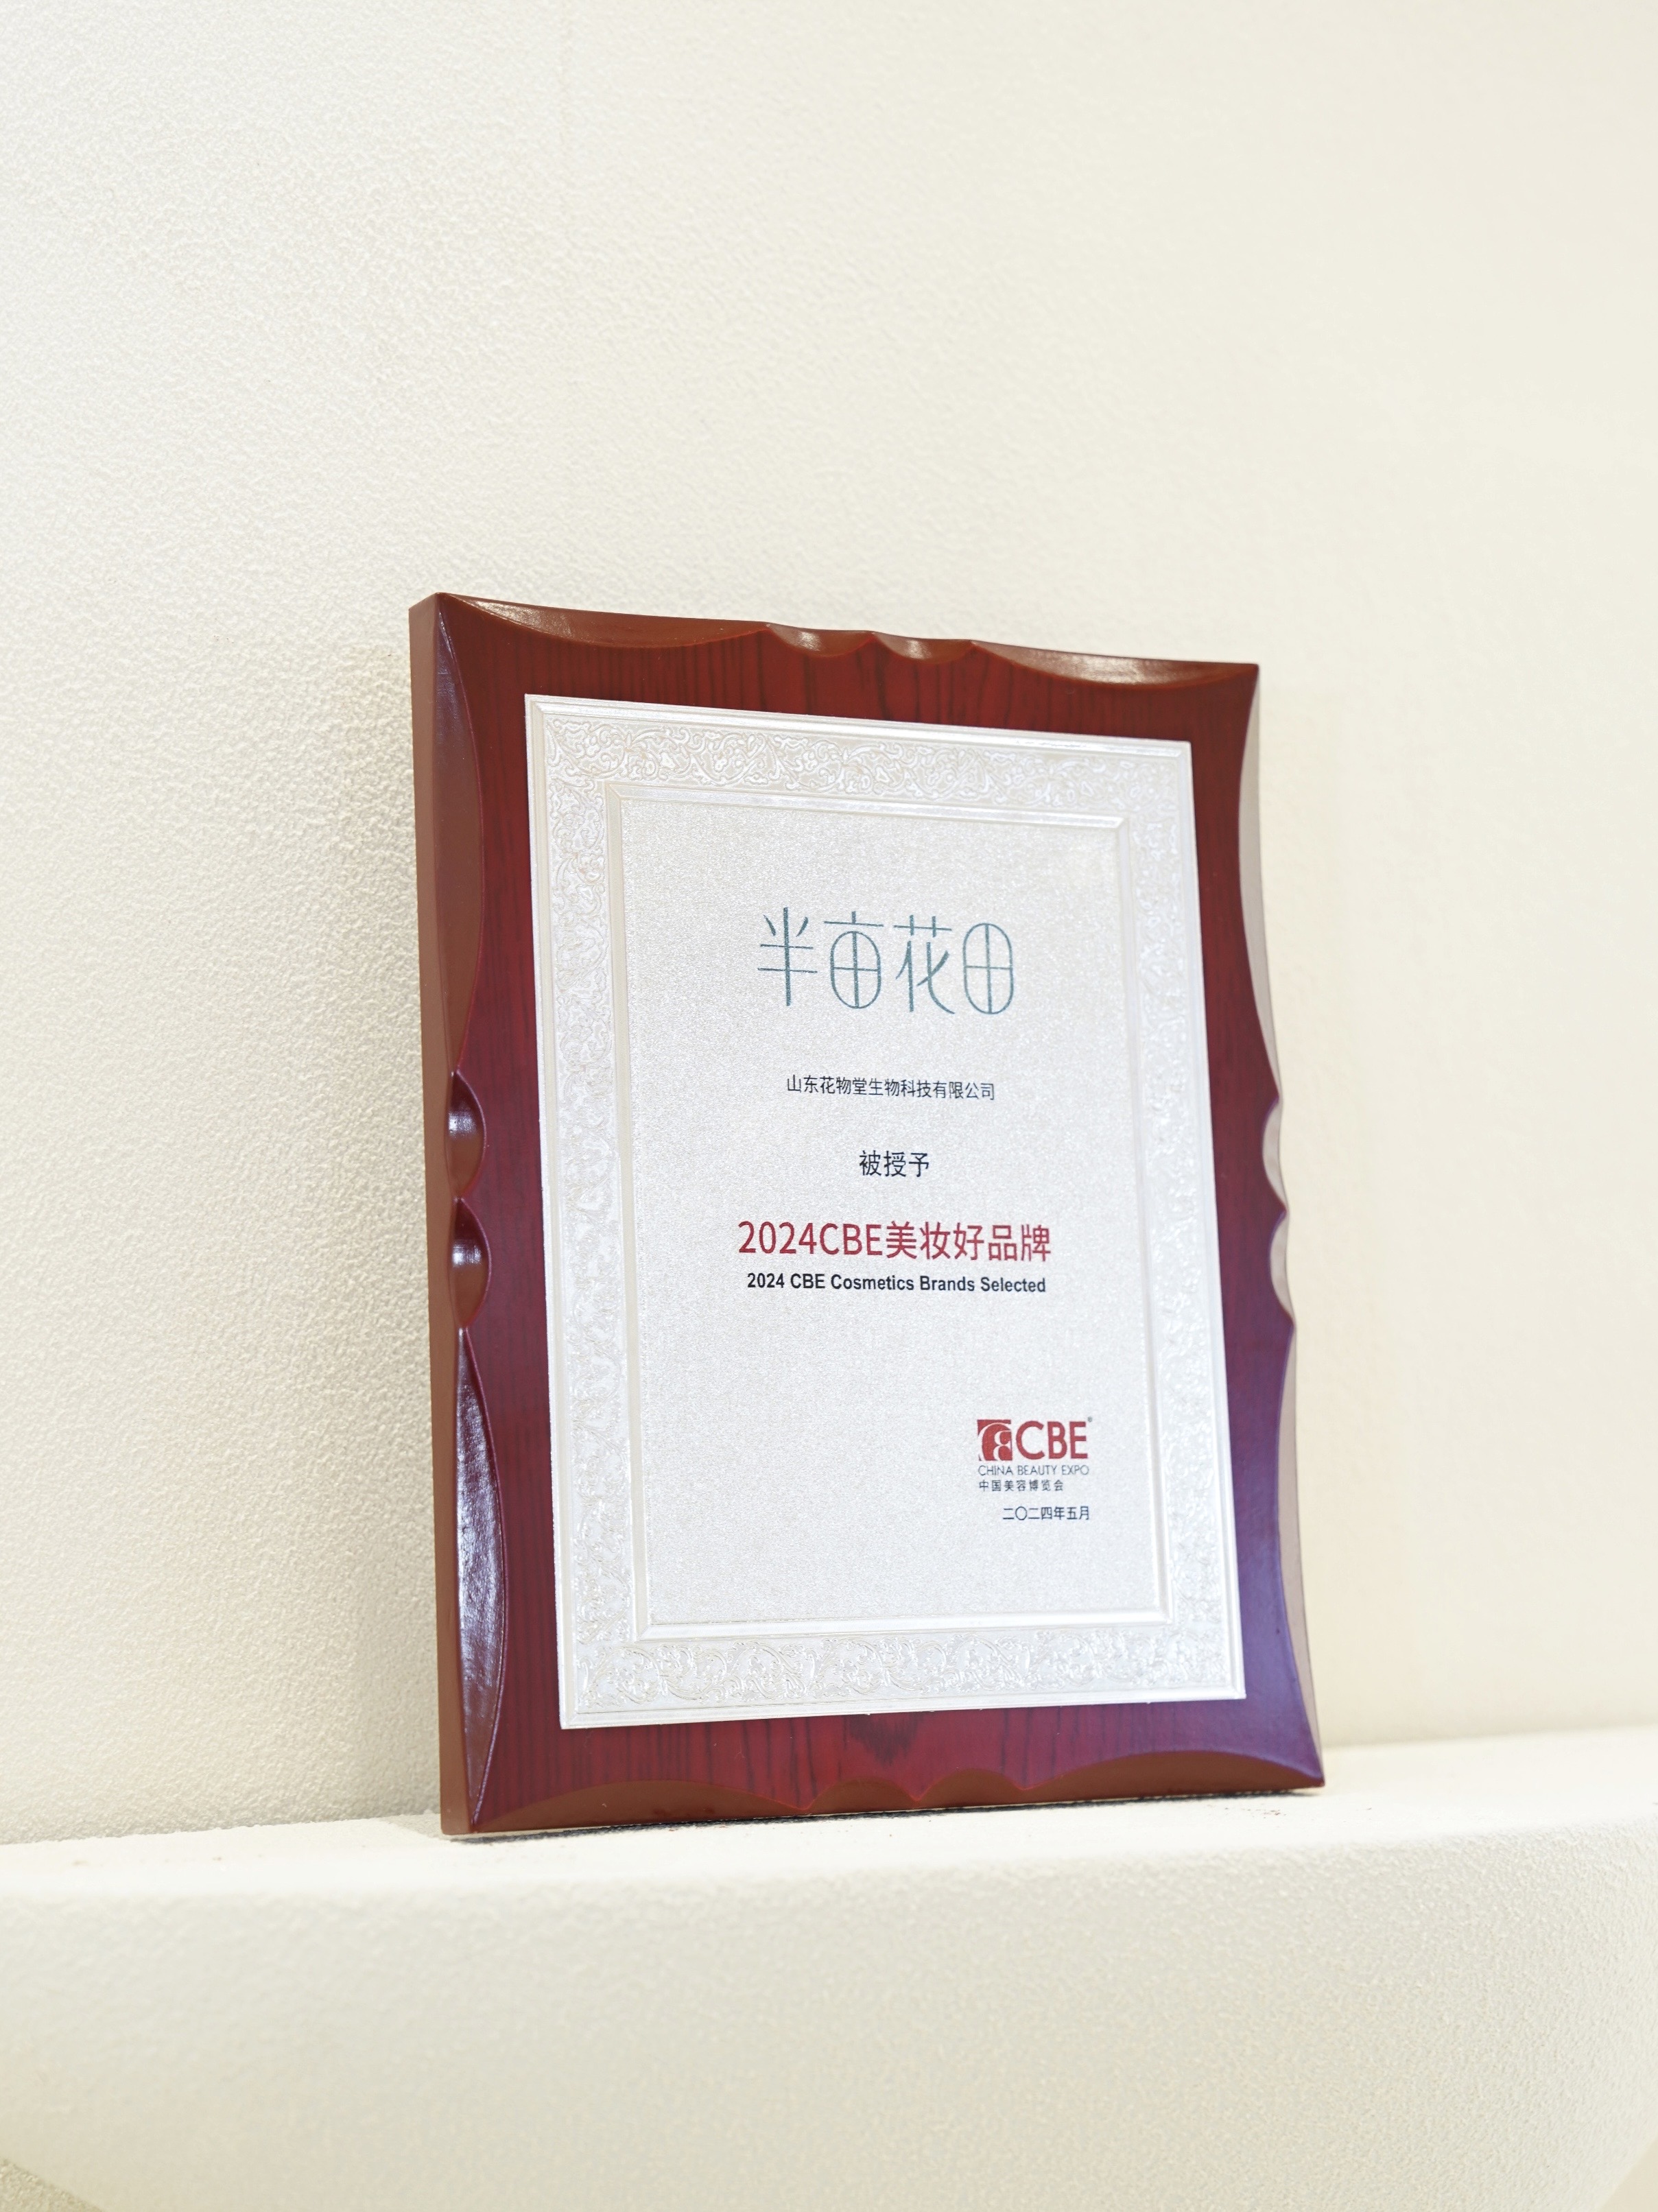 半亩花田
山东花物堂生物科技有限公司
被授予
2024CBE美妆好品牌
2024 CBE Cosmetics Brands Selected
CBE®
CHINA BEAUTY EXPO
中国美容博览会
二〇二四年五月